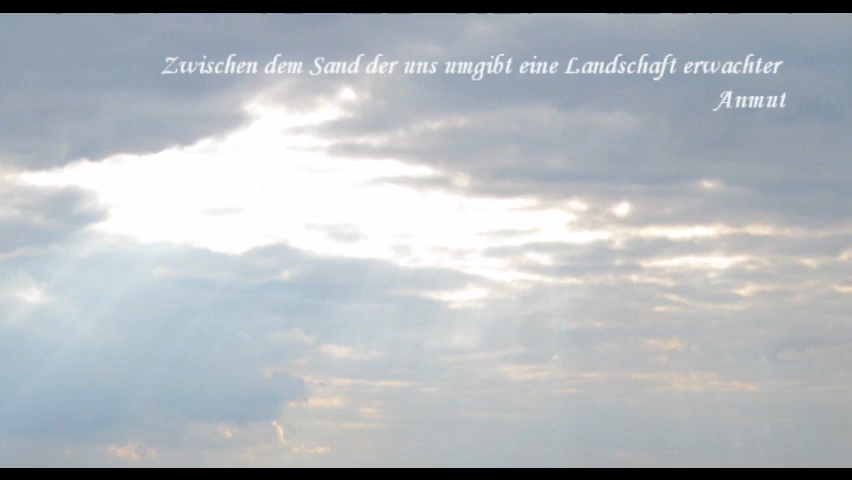 Zwischen dem Sand der uns umgibt eine Landschaft erwachter
Anmut